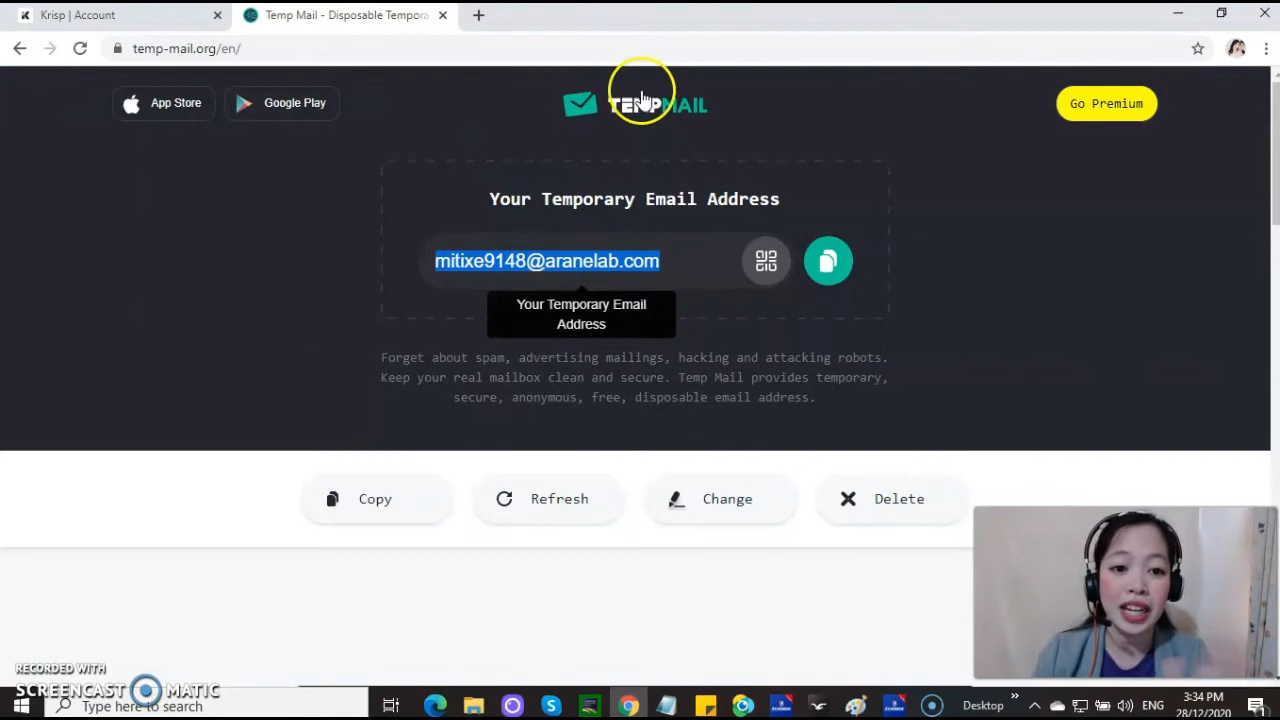 Krisp | Account
Temp Mail - Disposable Tempora
temp-mail.org/en/
App Store
Google Play
TEMPMAIL
Go Premium
Your Temporary Email Address
mitixe9148@aranelab.com
Your Temporary Email
Address
Forget about spam, advertising mailings, hacking and attacking robots.
Keep your real mailbox clean and secure. Temp Mail provides temporary,
secure, anonymous, free, disposable email address.
Copy
Refresh
Change
Delete
RECORDED WITH
SCREENCAST MATIC
Type here to search
Desktop
ENG
3:34 PM
28/12/2020